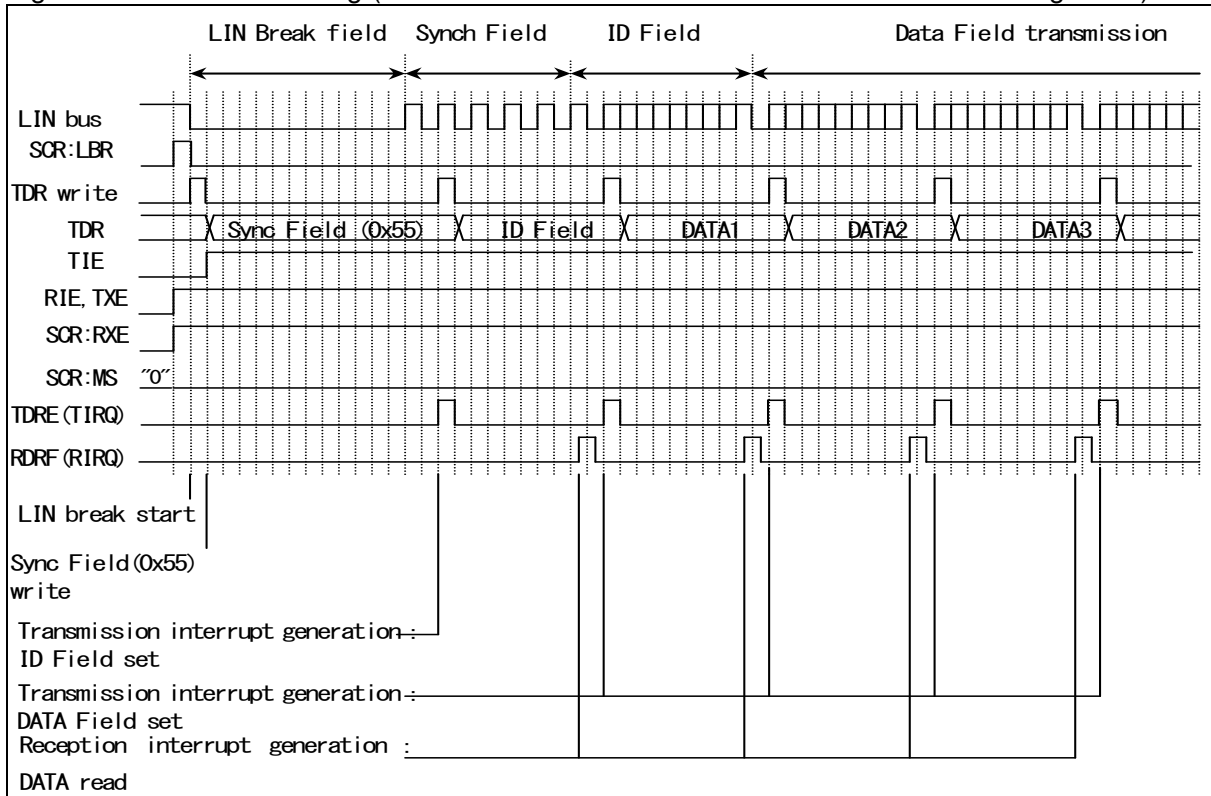 LIN Break field Synch Field ID Field Data Field transmission
LIN bus
SCR:LBR
TDR write
TDR Sync Field (0x55) ID Field DATA1 DATA2 DATA3
TIE
RIE,TXE
SCR:RXE
SCR:MS "0"
TDRE(TIRQ)
RDRF(RIRQ)
LIN break start
Sync Field(0x55)
write
Transmission interrupt generation :
ID Field set
Transmission interrupt generation :
DATA Field set
Reception interrupt generation :
DATA read